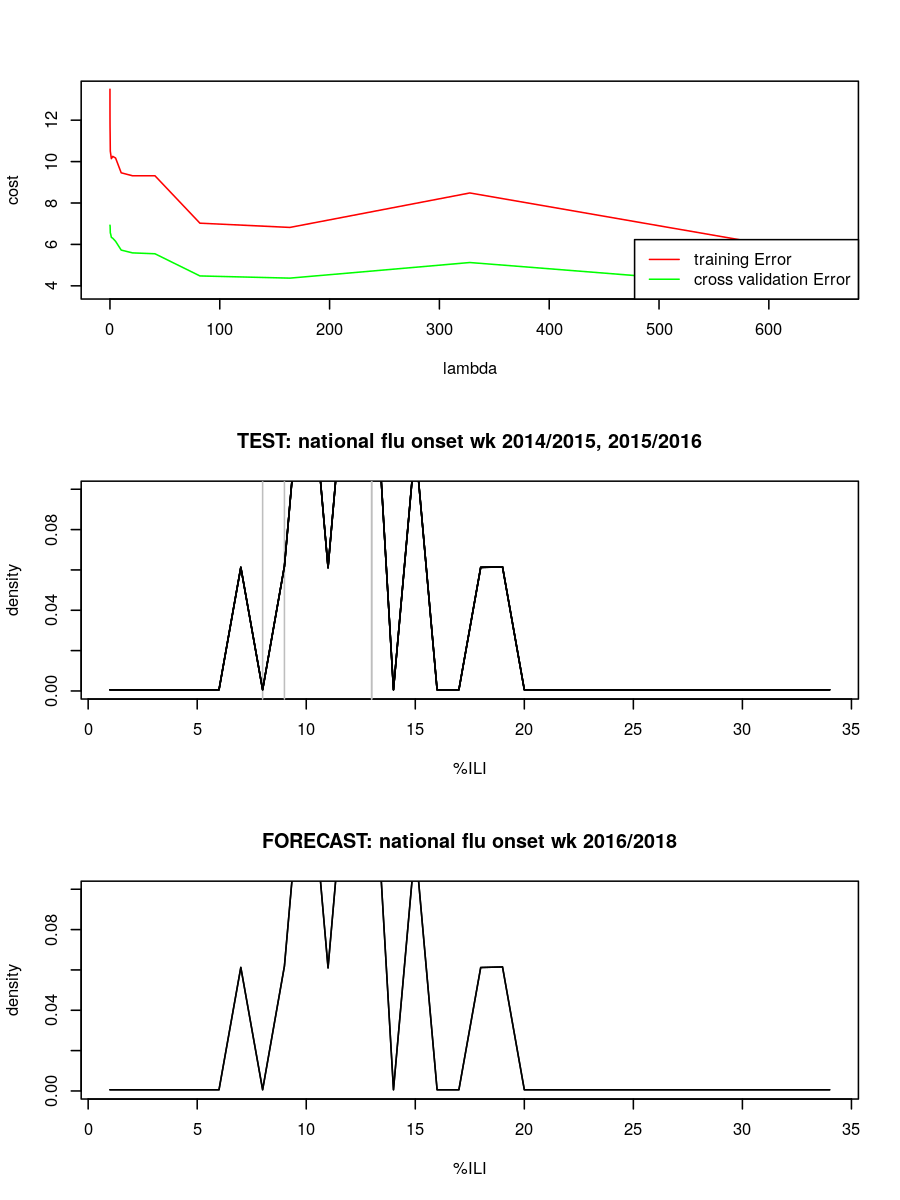 12
10
8
6
4
cost
training Error
cross validation Error
0 100 200 300 400 500 600
lambda
TEST: national flu onset wk 2014/2015, 2015/2016
0.08
0.04
0.00
density
0 5 10 15 20 25 30 35
%ILI
FORECAST: national flu onset wk 2016/2018
0.08
0.04
0.00
density
0 5 10 15 20 25 30 35
%ILI